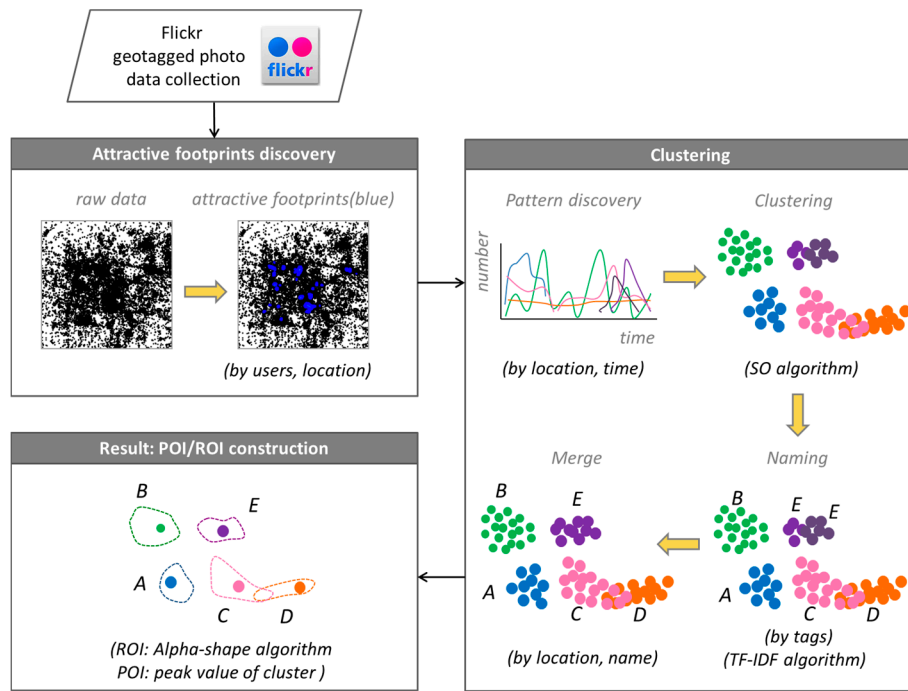 Flickr
geotagged photo
data collection
flickr
Attractive footprints discovery
raw data
attractive footprints(blue)
(by users, location)
Clustering
Pattern discovery
number
time
(by location, time)
Clustering
(SO algorithm)
Naming
B
E E
A
C D
(by tags)
(TF-IDF algorithm)
Merge
B
E
A
C D
(by location, name)
Result: POI/ROI construction
B
E
A
C
D
(ROI: Alpha-shape algorithm
POI: peak value of cluster )